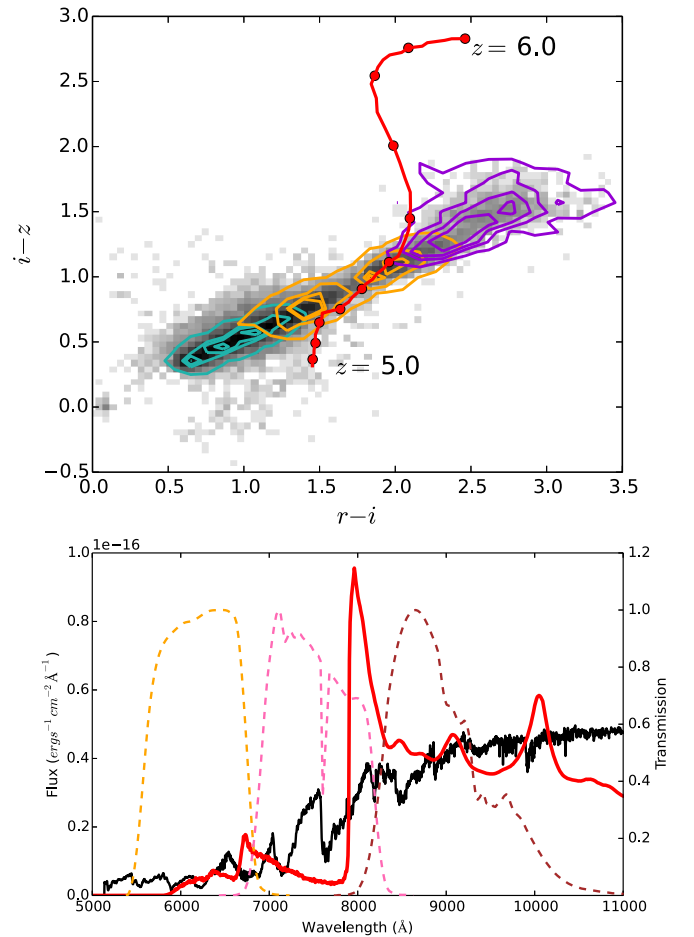 3.0
2.5
2.0
1.5
1.0
0.5
0.0
−0.5
i−z
z = 6.0
z = 5.0
0.0 0.5 1.0 1.5 2.0 2.5 3.0 3.5
r−i
1e−16
1.0
0.8
0.6
0.4
0.2
0.0
Flux (ergs⁻¹ cm⁻² Å⁻¹)
1.2
1.0
0.8
0.6
0.4
0.2
Transmission
5000 6000 7000 8000 9000 10000 11000
Wavelength (Å)